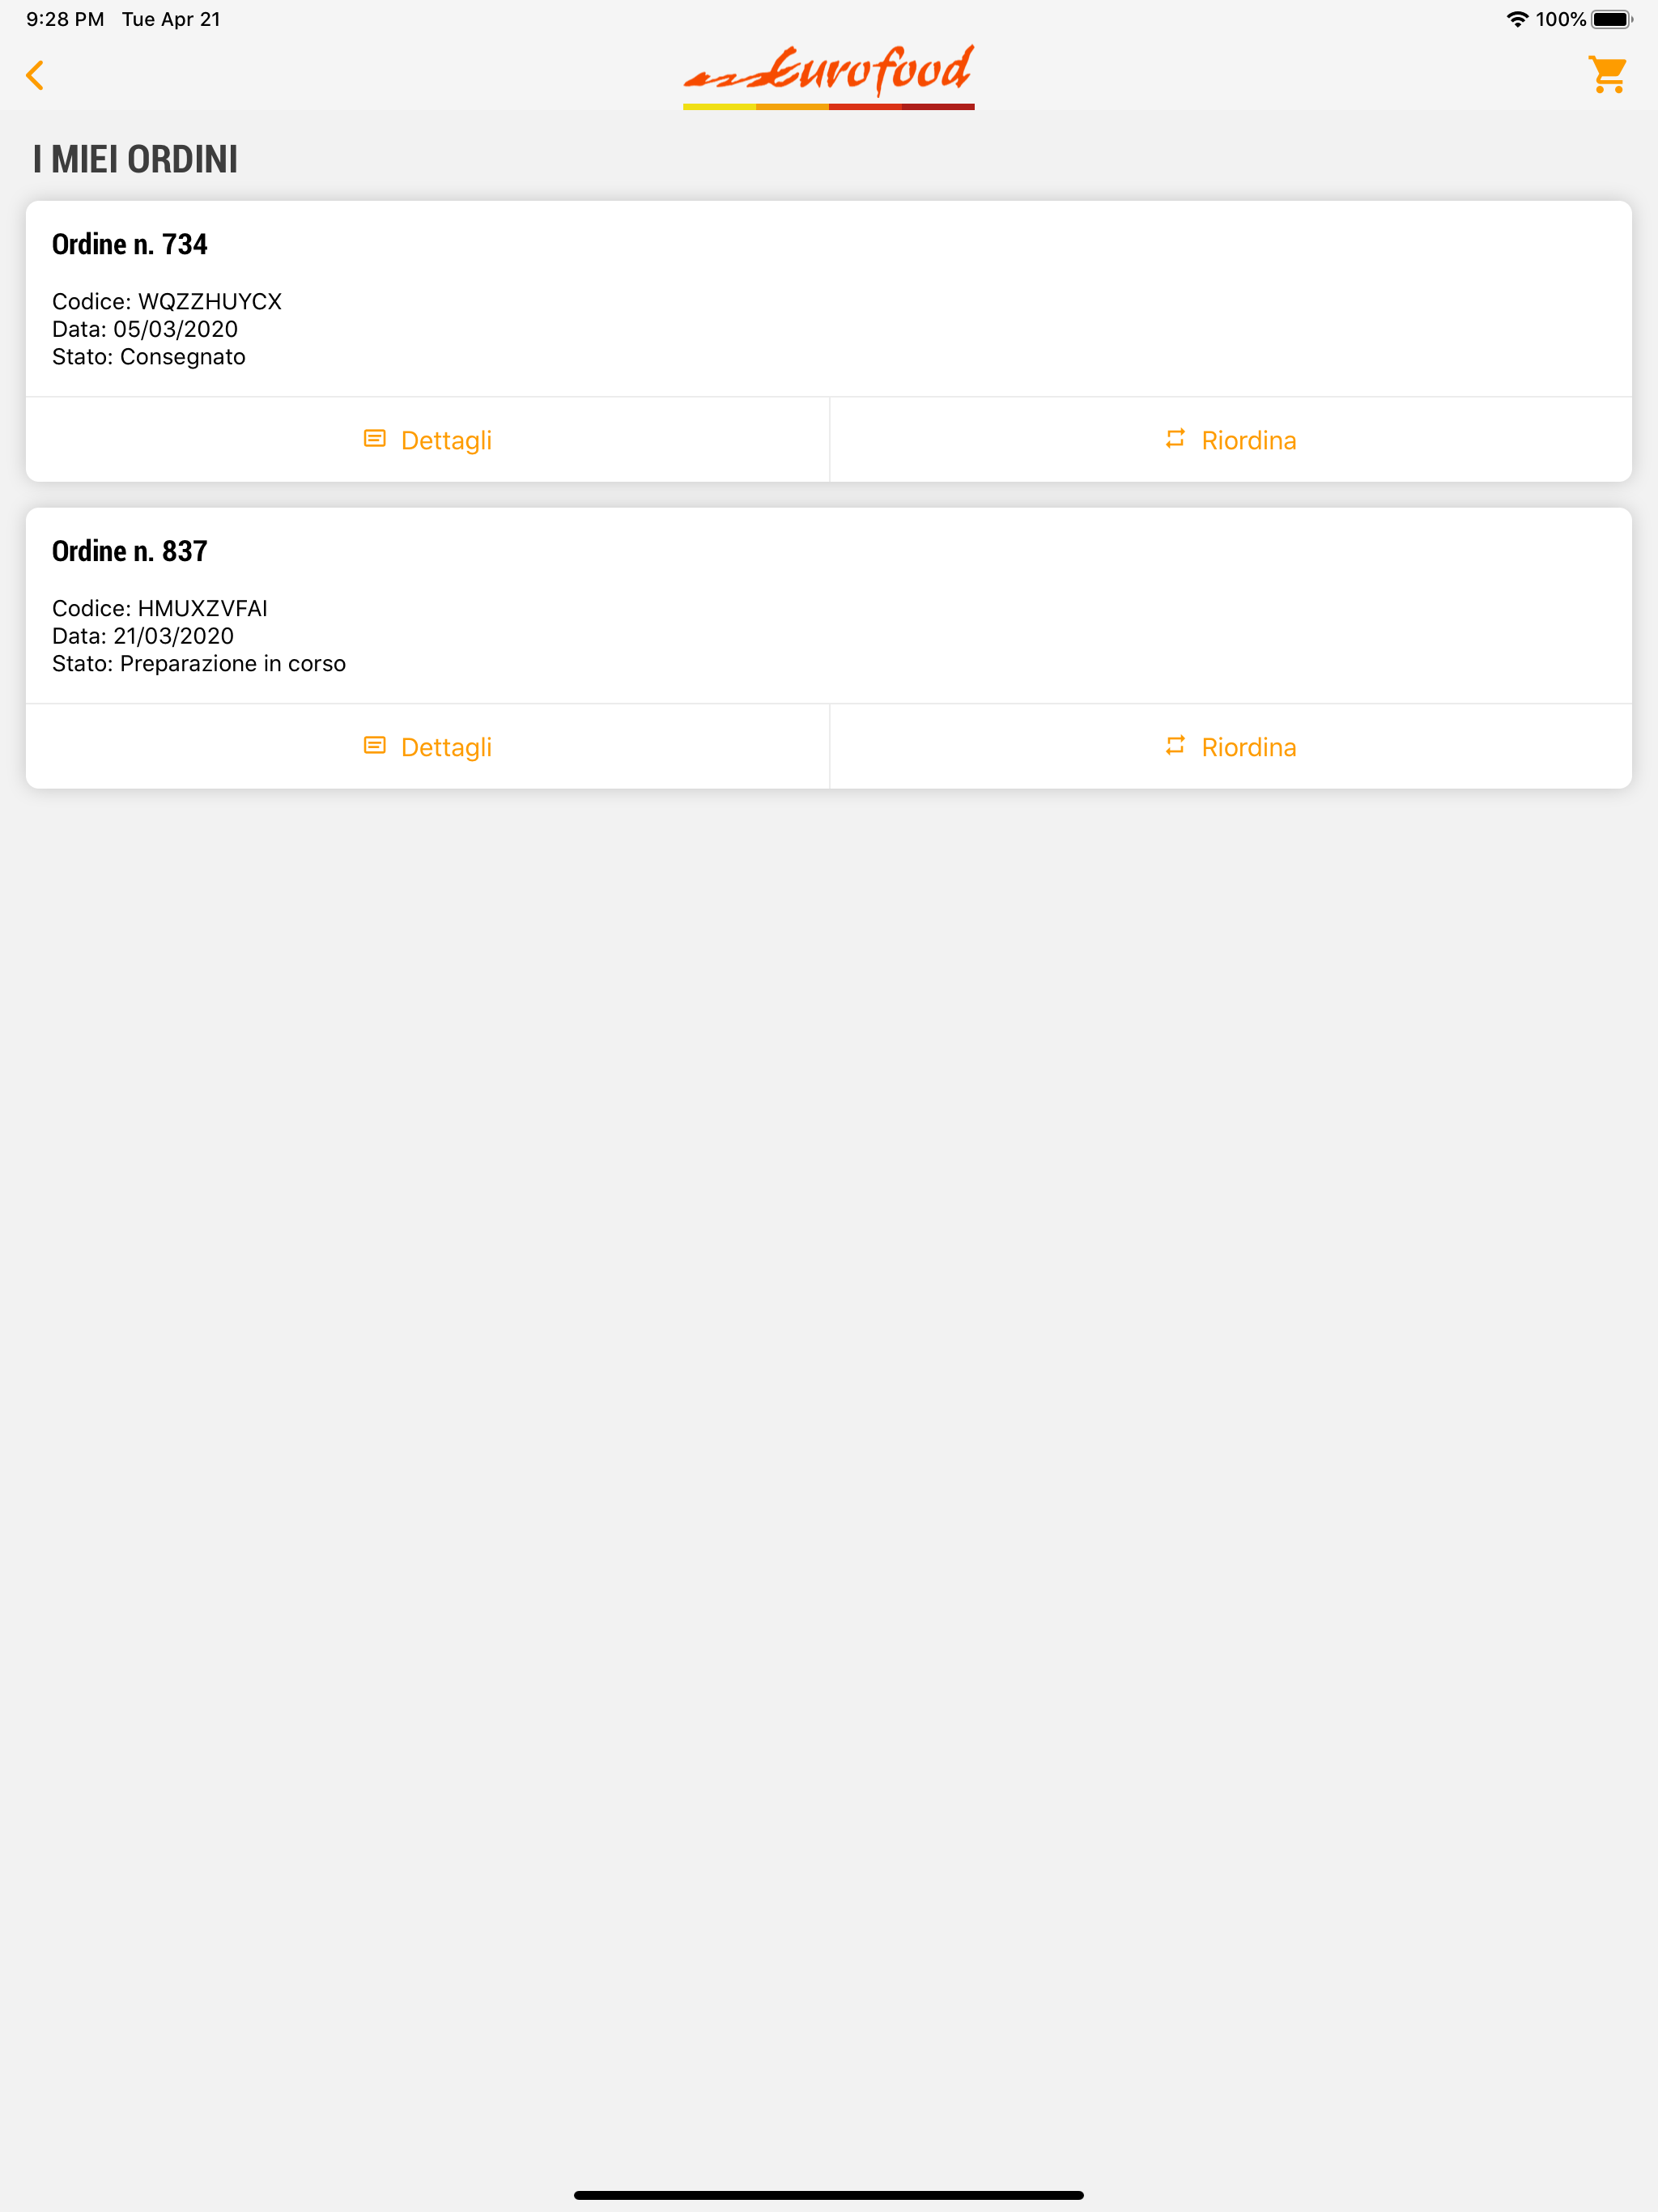 9:28 PM Tue Apr 21
100%
Eurofood
I MIEI ORDINI
Ordine n. 734
Codice: WQZZHUYCX
Data: 05/03/2020
Stato: Consegnato
Dettagli
Riordina
Ordine n. 837
Codice: HMUXZVFAI
Data: 21/03/2020
Stato: Preparazione in corso
Dettagli
Riordina